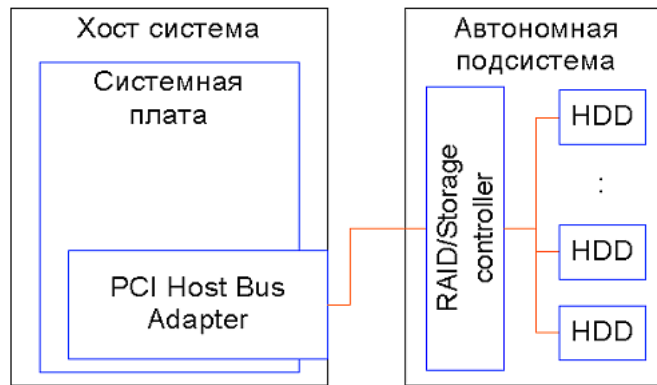 Хост система
Системная
плата
PCI Host Bus
Adapter
Автономная
подсистема
RAID/Storage
controller
HDD
:
HDD
HDD